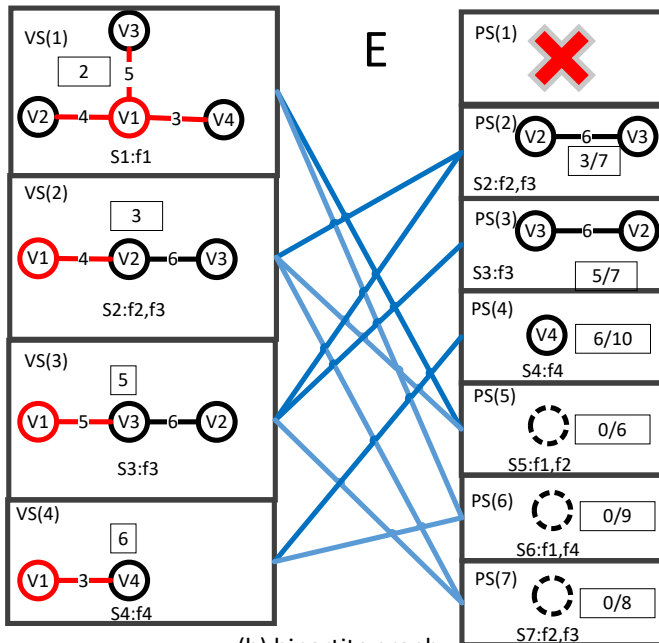 VS(1)
V3
2
5
V2
4
V1
3
V4
S1:f1
VS(2)
3
V1
4
V2
6
V3
S2:f2,f3
VS(3)
5
V1
5
V3
6
V2
S3:f3
VS(4)
6
V1
3
V4
S4:f4
E
PS(1)
PS(2)
V2
6
V3
3/7
S2:f2,f3
PS(3)
V3
6
V2
5/7
S3:f3
PS(4)
V4
6/10
S4:f4
PS(5)
0/6
S5:f1,f2
PS(6)
0/9
S6:f1,f4
PS(7)
0/8
S7:f2,f3